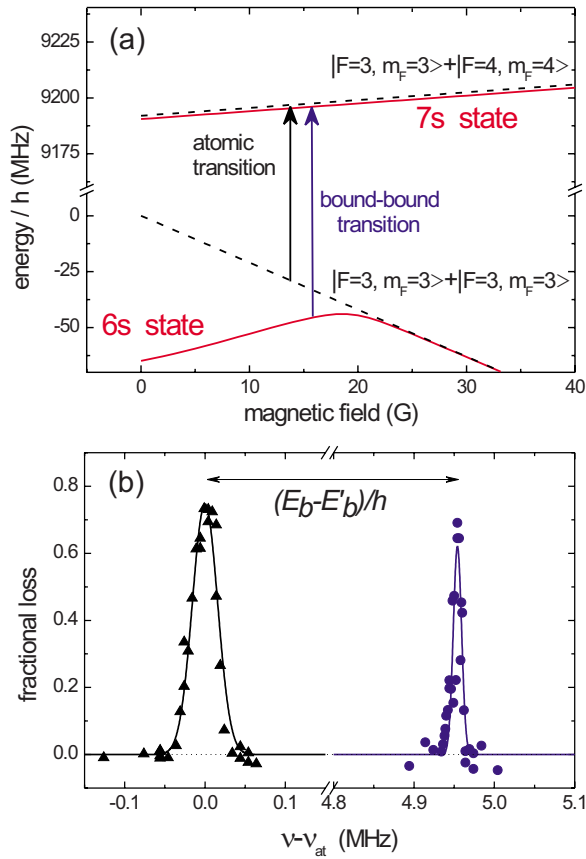 (a)
|F=3, m_F=3>+|F=4, m_F=4>
9225
9200
9175
7s state
atomic
transition
bound-bound
transition
energy / h (MHz)
0
-25
-50
|F=3, m_F=3>+|F=3, m_F=3>
6s state
0 10 20 30 40
magnetic field (G)
(b)
(E_b-E'_b)/h
0.8
0.6
0.4
0.2
0.0
fractional loss
-0.1 0.0 0.1 4.8 4.9 5.0 5.1
ν-ν_at (MHz)